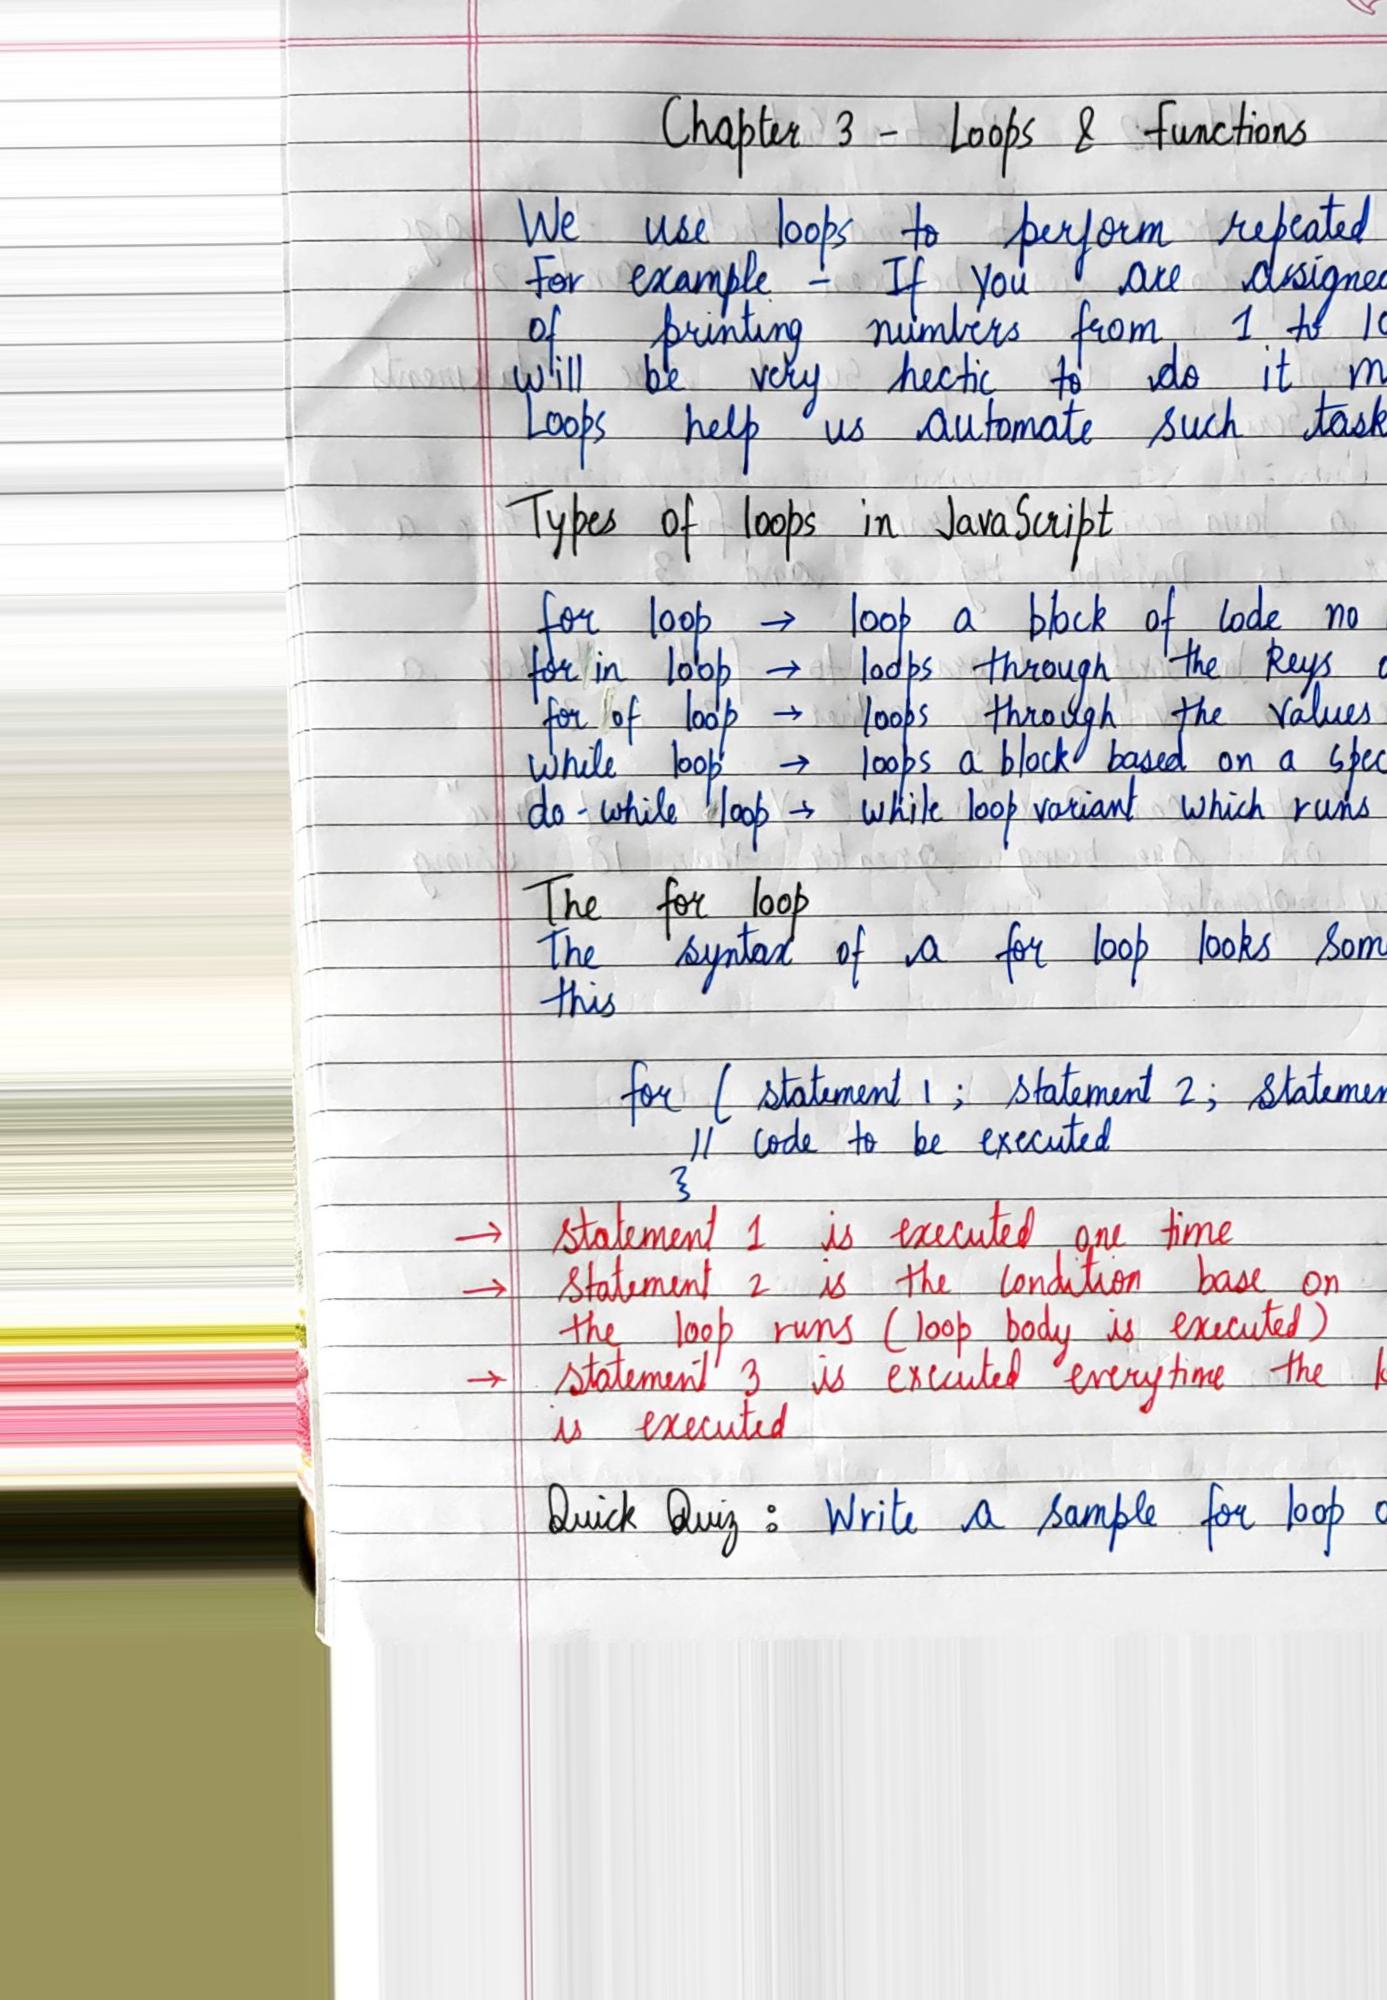 Chapter 3 - Loops & functions
We use loops to perform repeated
For example - If you are assigned
of printing numbers from 1 to
will be very hectic to do it
Loops help us automate such task
Types of loops in JavaScript
for loop → loop a block of code no
for in loop → loops through the keys
for of loop → loops through the values
while loop → loops a block based on a spec
do-while loop → while loop variant which runs
The for loop
The syntax of a for loop looks som
this
for ( statement 1 ; statement 2 ; statemen
// code to be executed
}
→ statement 1 is executed one time
→ statement 2 is the condition base on
the loop runs (loop body is executed)
→ statement 3 is executed everytime the
is executed
Quick Quiz : Write a sample for loop